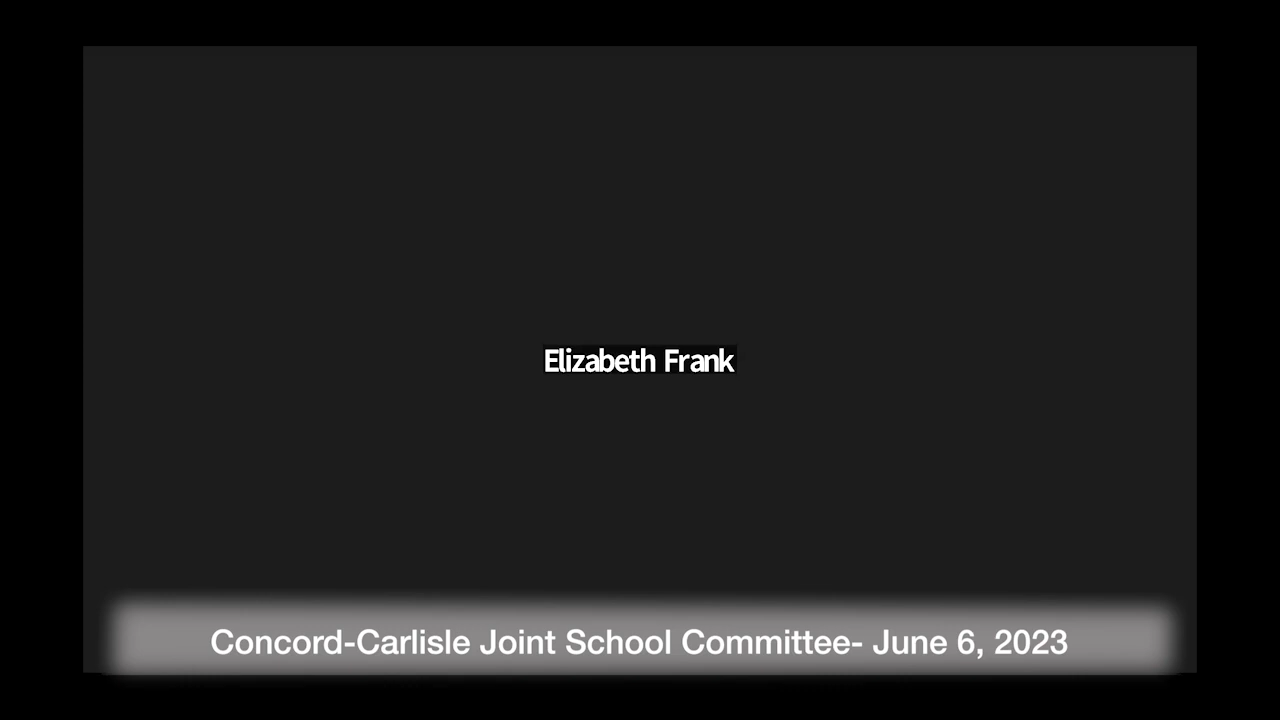 Elizabeth Frank
Concord-Carlisle Joint School Committee- June 6, 2023